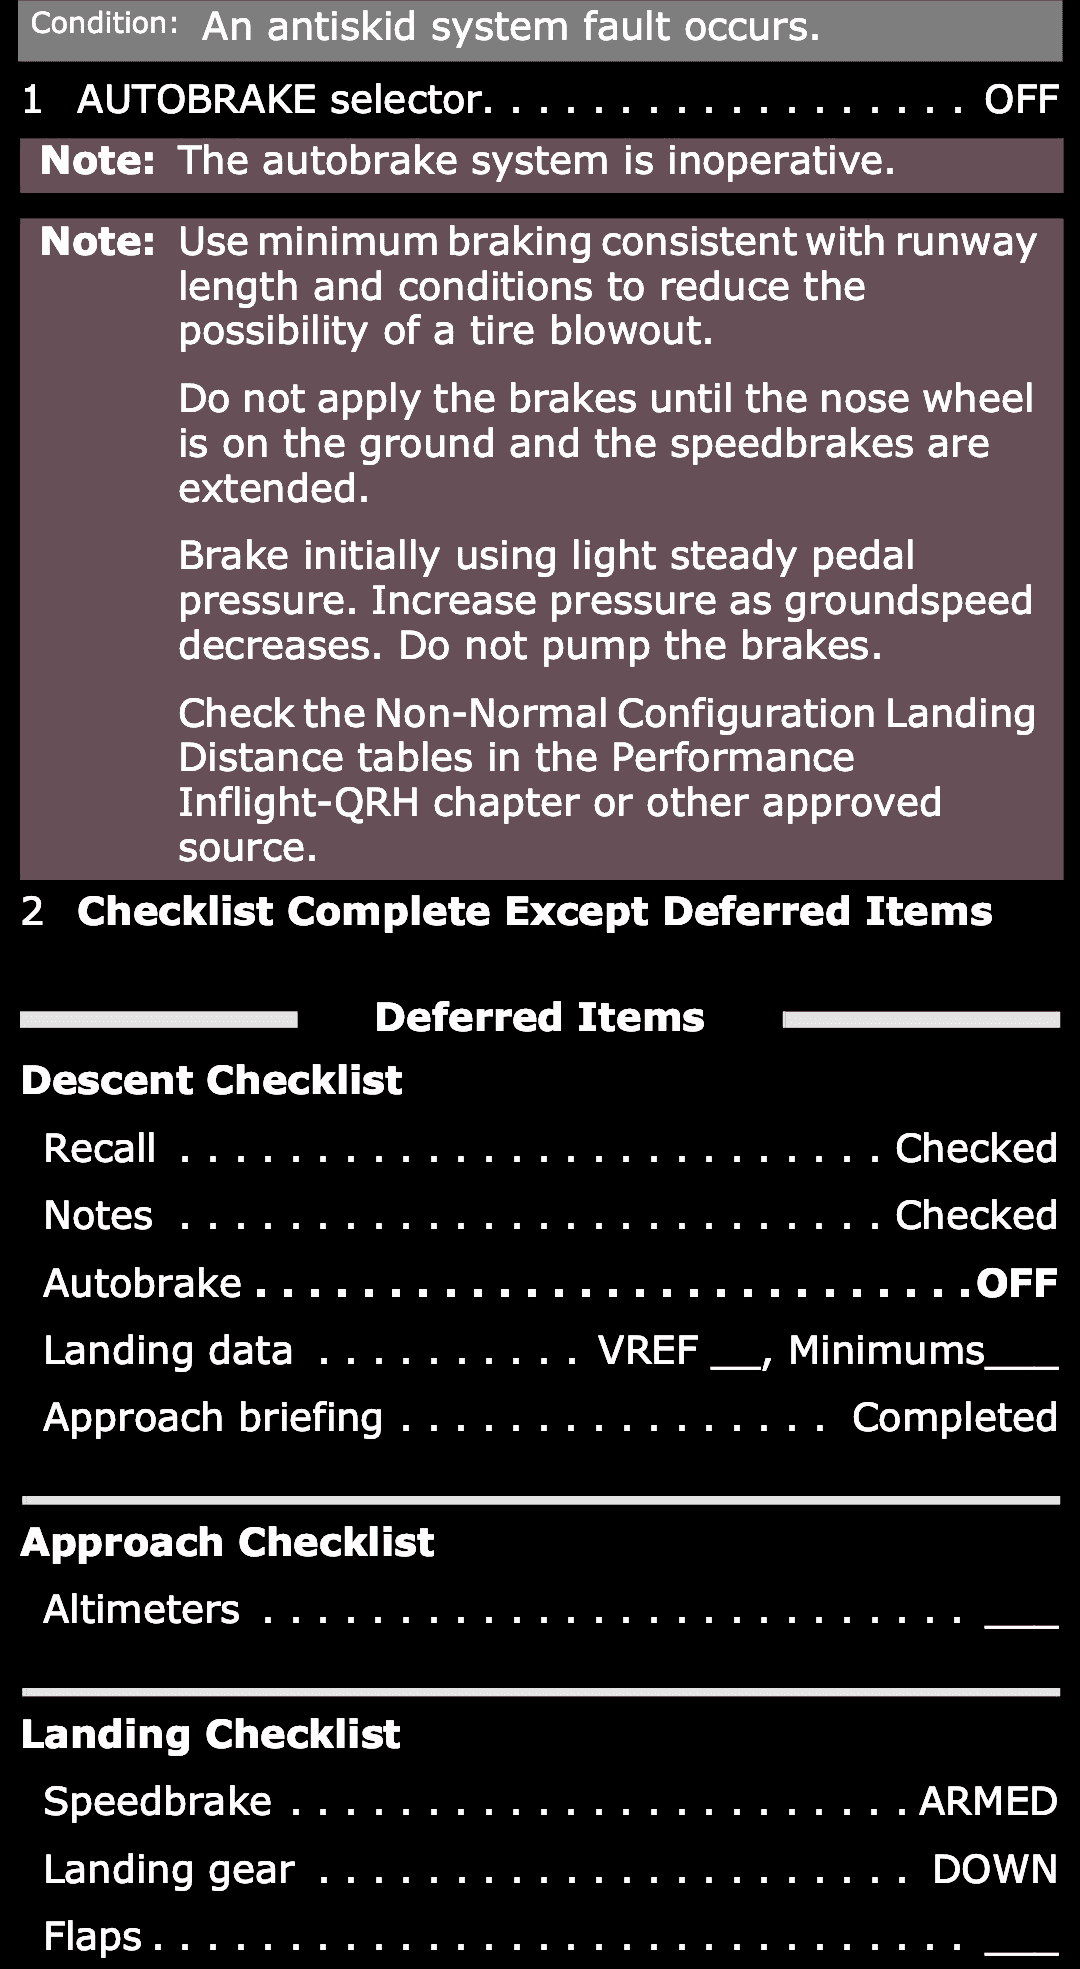 Condition: An antiskid system fault occurs.
1 AUTOBRAKE selector. . . . . . . . . . . . . . . . . . OFF
Note: The autobrake system is inoperative.
Note: Use minimum braking consistent with runway
length and conditions to reduce the
possibility of a tire blowout.
Do not apply the brakes until the nose wheel
is on the ground and the speedbrakes are
extended.
Brake initially using light steady pedal
pressure. Increase pressure as groundspeed
decreases. Do not pump the brakes.
Check the Non-Normal Configuration Landing
Distance tables in the Performance
Inflight-QRH chapter or other approved
source.
2 Checklist Complete Except Deferred Items
Deferred Items
Descent Checklist
Recall . . . . . . . . . . . . . . . . . . . . . . . . . . Checked
Notes . . . . . . . . . . . . . . . . . . . . . . . . . . Checked
Autobrake . . . . . . . . . . . . . . . . . . . . . . . . . . . OFF
Landing data . . . . . . . . . . VREF __, Minimums___
Approach briefing . . . . . . . . . . . . . . . . Completed
Approach Checklist
Altimeters . . . . . . . . . . . . . . . . . . . . . . . . . . ___
Landing Checklist
Speedbrake . . . . . . . . . . . . . . . . . . . . . . . ARMED
Landing gear . . . . . . . . . . . . . . . . . . . . . . DOWN
Flaps . . . . . . . . . . . . . . . . . . . . . . . . . . . . . . ___